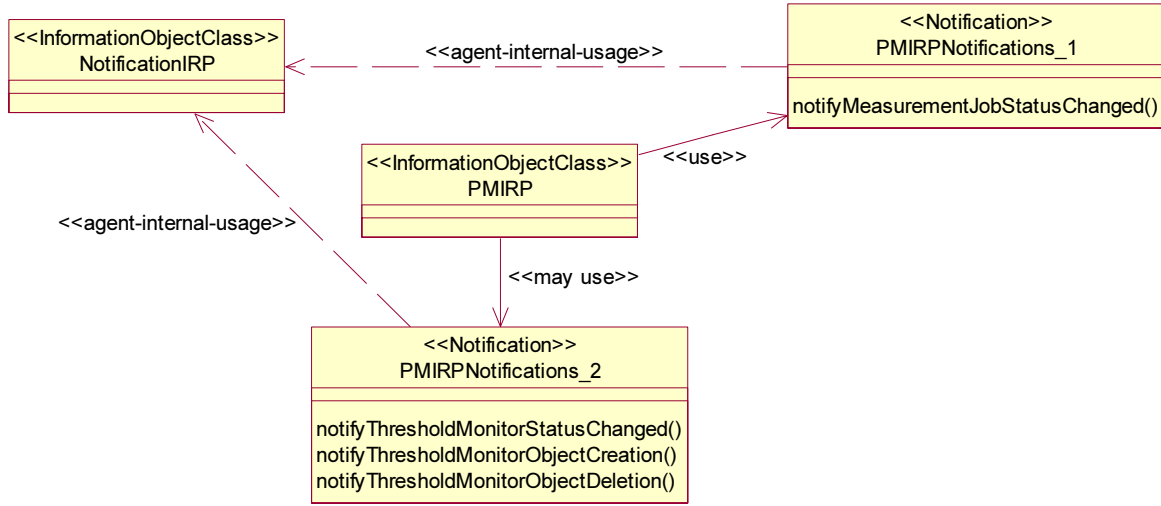 <<InformationObjectClass>>
NotificationIRP
<<agent-internal-usage>>
<<Notification>>
PMIRPNotifications_1
notifyMeasurementJobStatusChanged()
<<InformationObjectClass>>
PMIRP
<<use>>
<<agent-internal-usage>>
<<may use>>
<<Notification>>
PMIRPNotifications_2
notifyThresholdMonitorStatusChanged()
notifyThresholdMonitorObjectCreation()
notifyThresholdMonitorObjectDeletion()